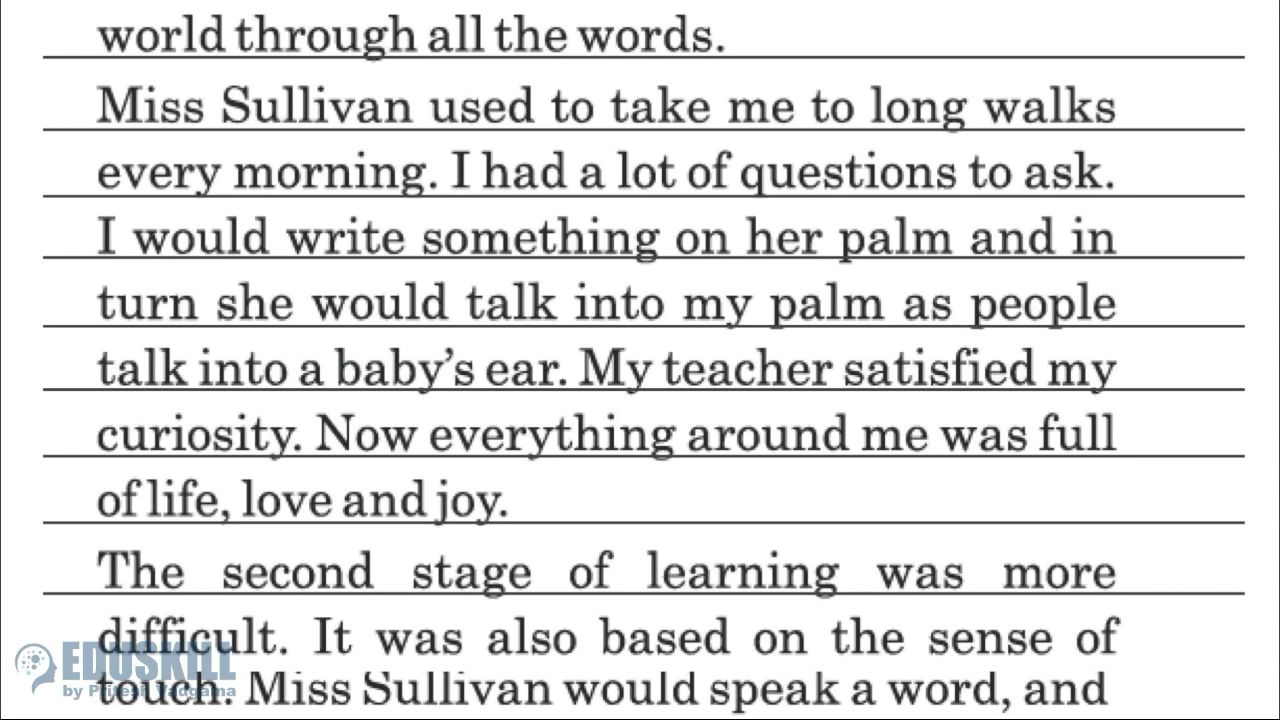 world through all the words.
Miss Sullivan used to take me to long walks
every morning. I had a lot of questions to ask.
I would write something on her palm and in
turn she would talk into my palm as people
talk into a baby's ear. My teacher satisfied my
curiosity. Now everything around me was full
of life, love and joy.
The second stage of learning was more
difficult. It was also based on the sense of
EDUSKILL
by Pritesh Vadgama
touch. Miss Sullivan would speak a word, and